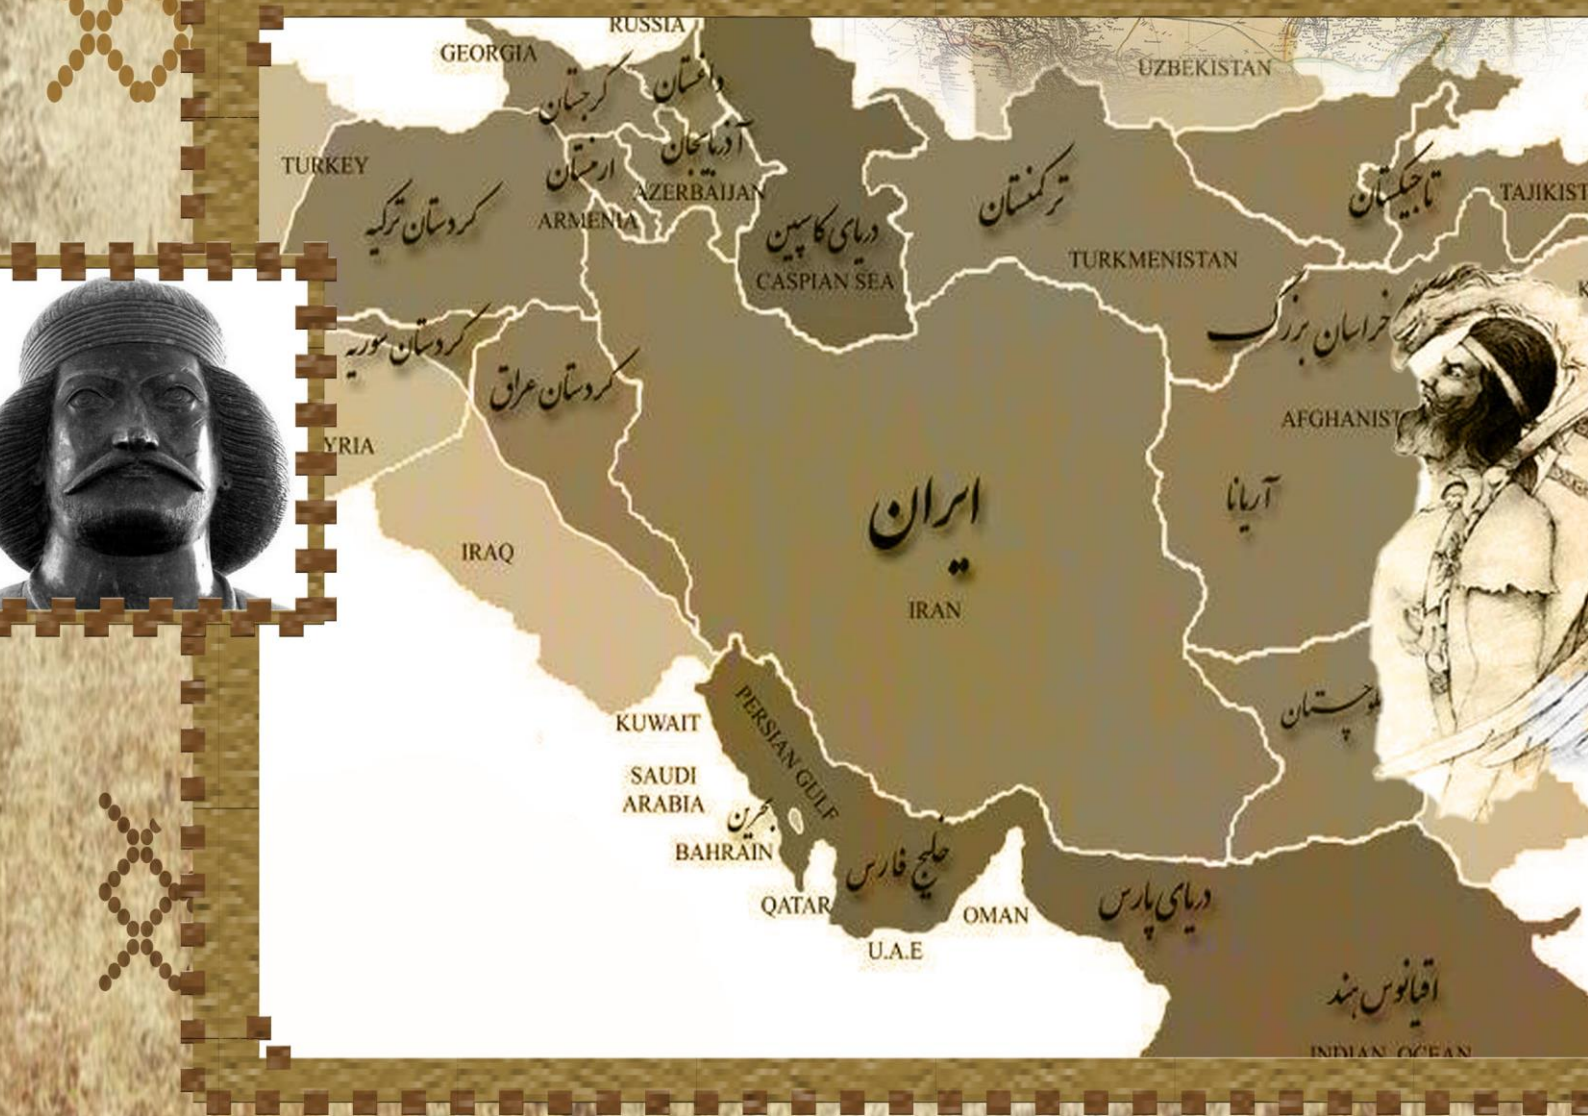 RUSSIA
GEORGIA
داغستان
گرجستان
UZBEKISTAN
آذربایجان
ارمنستان
TURKEY
AZERBAIJAN
ARMENIA
کردستان ترکیه
ترکمنستان
تاجیکستان
TAJIKIST
دریای کاسپین
CASPIAN SEA
TURKMENISTAN
خراسان بزرگ
K
کردستان سوریه
کردستان عراق
AFGHANIST
YRIA
ایران
آریانا
IRAQ
IRAN
PERSIAN GULF
KUWAIT
بلوچستان
SAUDI
ARABIA
بحرین
BAHRAIN
خلیج فارس
QATAR
OMAN
دریای پارس
U.A.E
اقیانوس هند
INDIAN OCEAN